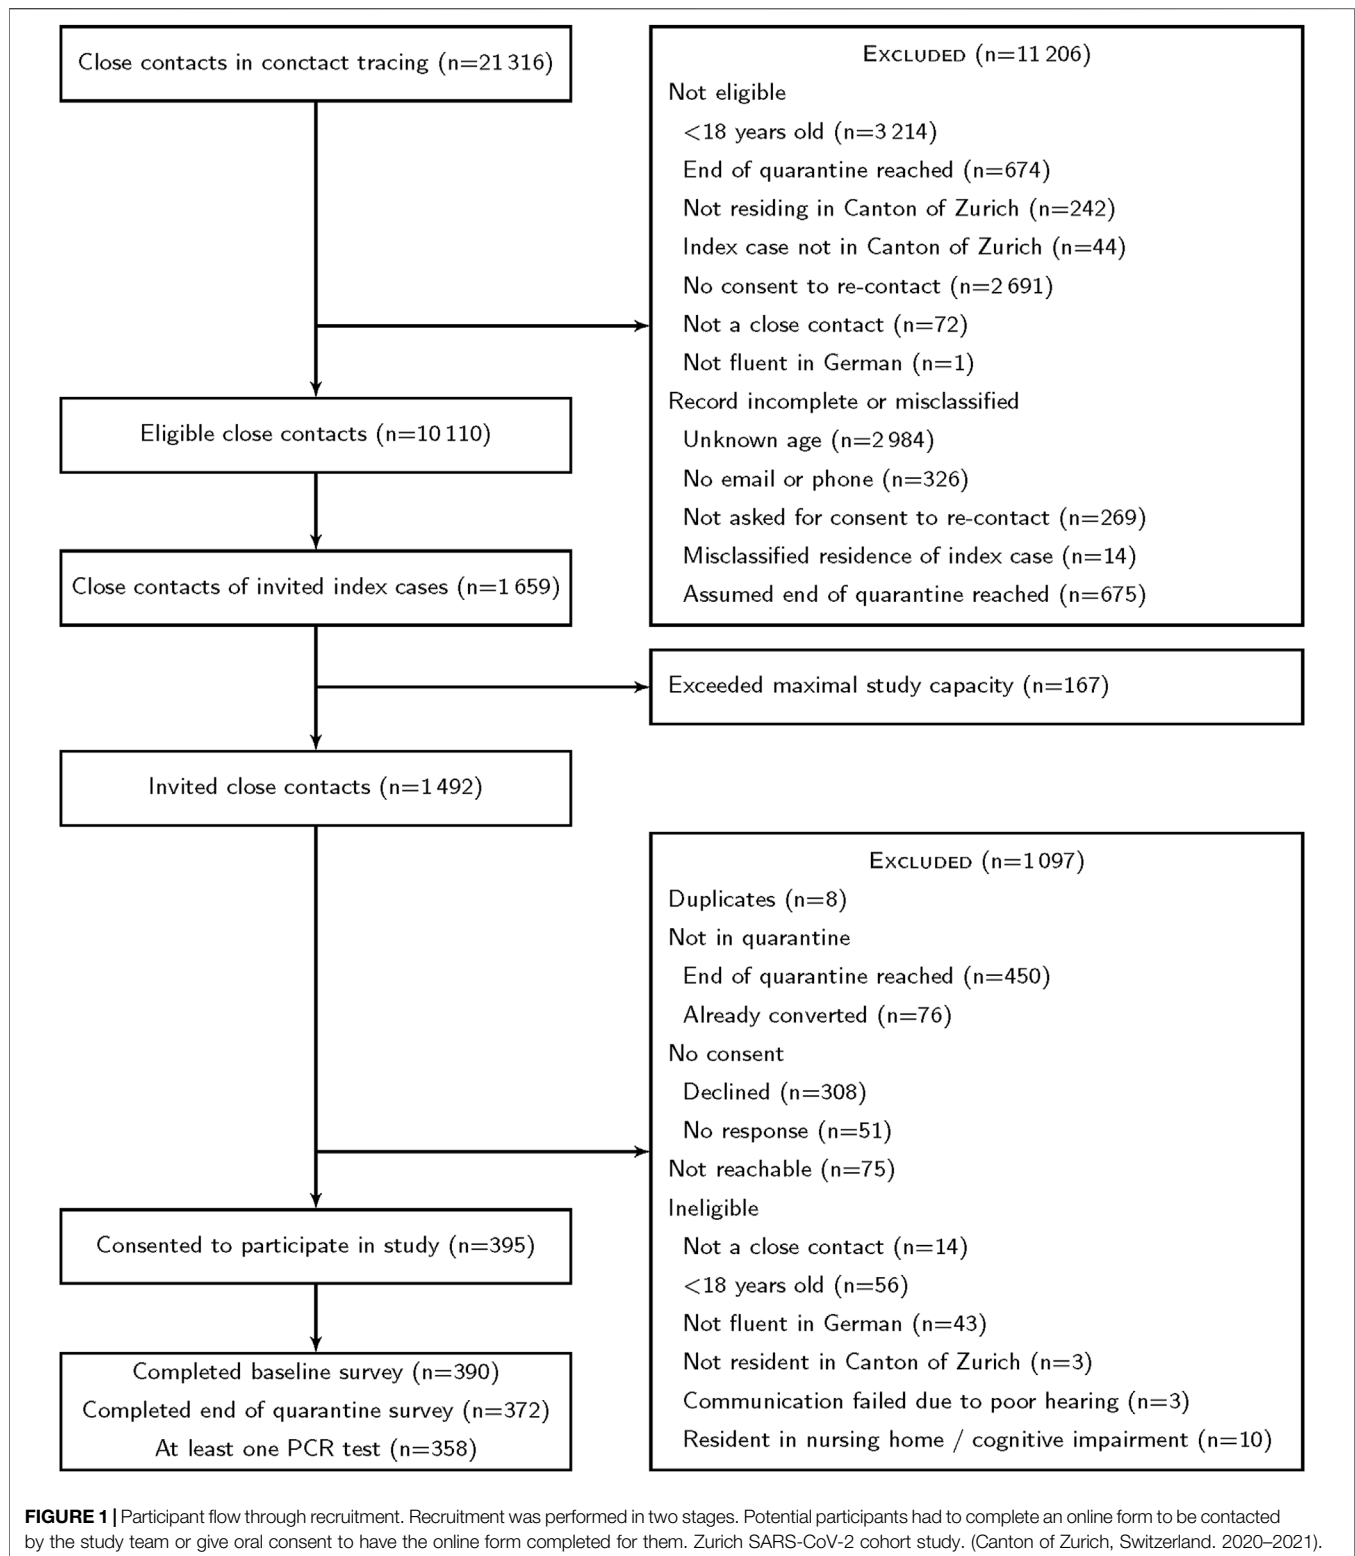 Close contacts in conctact tracing (n=21 316)
EXCLUDED (n=11 206)
Not eligible
<18 years old (n=3 214)
End of quarantine reached (n=674)
Not residing in Canton of Zurich (n=242)
Index case not in Canton of Zurich (n=44)
No consent to re-contact (n=2 691)
Not a close contact (n=72)
Not fluent in German (n=1)
Record incomplete or misclassified
Unknown age (n=2 984)
No email or phone (n=326)
Not asked for consent to re-contact (n=269)
Misclassified residence of index case (n=14)
Assumed end of quarantine reached (n=675)
Eligible close contacts (n=10 110)
Close contacts of invited index cases (n=1 659)
Exceeded maximal study capacity (n=167)
Invited close contacts (n=1 492)
EXCLUDED (n=1 097)
Duplicates (n=8)
Not in quarantine
End of quarantine reached (n=450)
Already converted (n=76)
No consent
Declined (n=308)
No response (n=51)
Not reachable (n=75)
Ineligible
Not a close contact (n=14)
<18 years old (n=56)
Not fluent in German (n=43)
Not resident in Canton of Zurich (n=3)
Communication failed due to poor hearing (n=3)
Resident in nursing home / cognitive impairment (n=10)
Consented to participate in study (n=395)
Completed baseline survey (n=390)
Completed end of quarantine survey (n=372)
At least one PCR test (n=358)
FIGURE 1 | Participant flow through recruitment. Recruitment was performed in two stages. Potential participants had to complete an online form to be contacted
by the study team or give oral consent to have the online form completed for them. Zurich SARS-CoV-2 cohort study. (Canton of Zurich, Switzerland. 2020–2021).